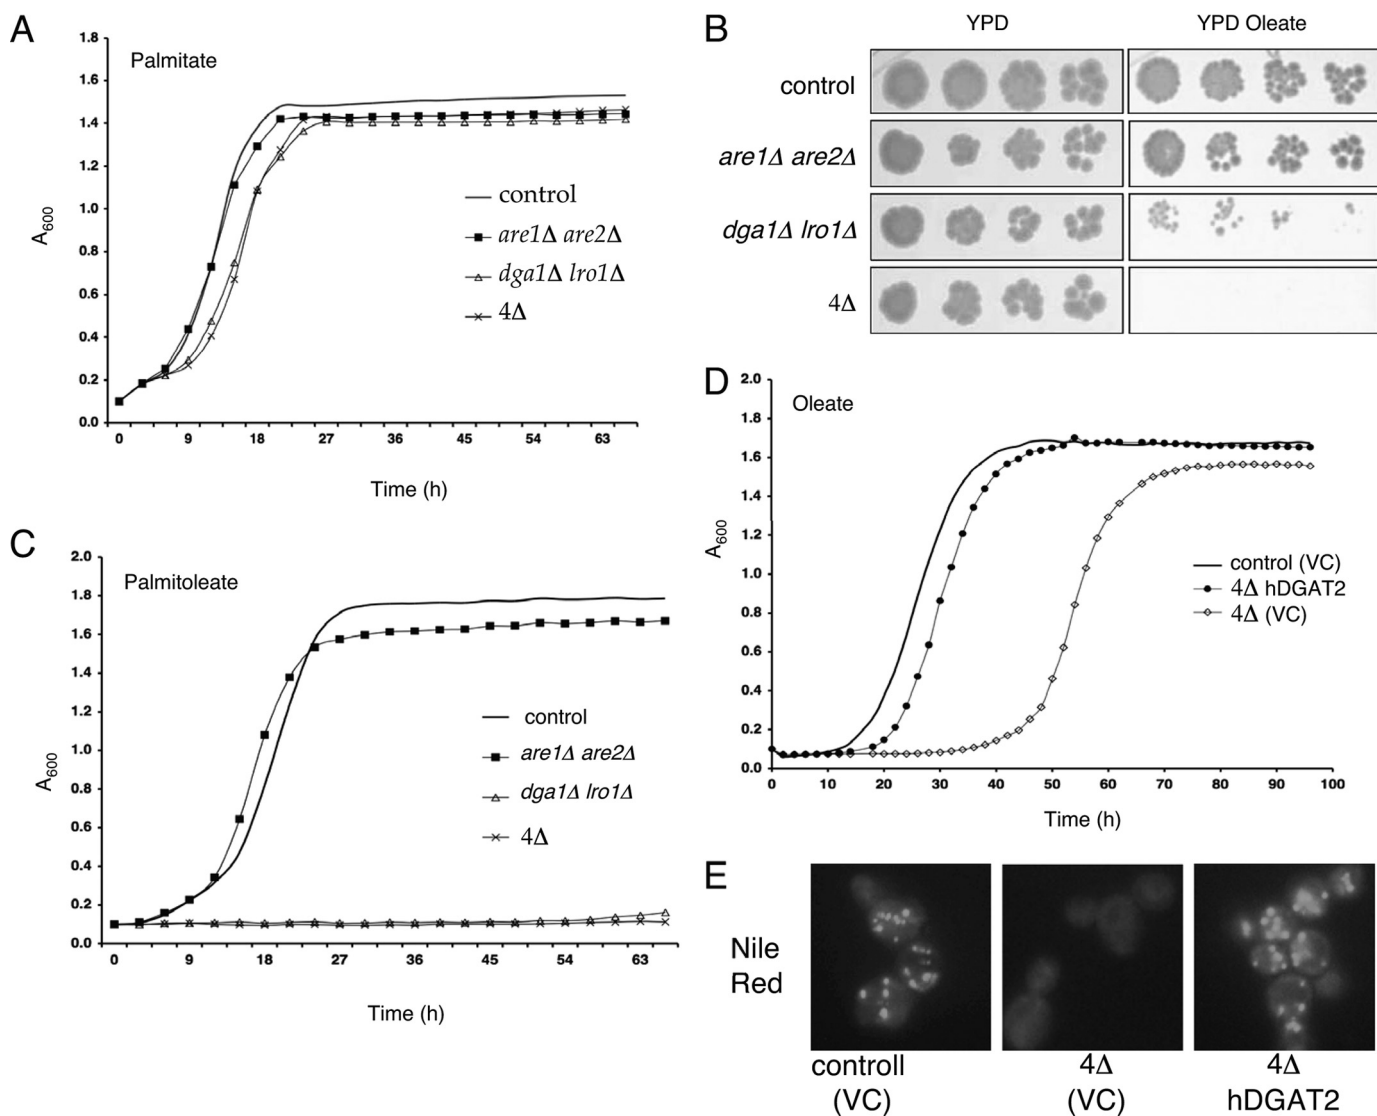 A
Palmitate
1.8
1.6
1.4
1.2
1.0
0.8
0.6
0.4
0.2
0.0
A600
control
are1Δ are2Δ
dga1Δ lro1Δ
4Δ
0 9 18 27 36 45 54 63
Time (h)
B
YPD YPD Oleate
control
are1Δ are2Δ
dga1Δ lro1Δ
4Δ
C
Palmitoleate
2.0
1.8
1.6
1.4
1.2
1.0
0.8
0.6
0.4
0.2
0.0
A600
control
are1Δ are2Δ
dga1Δ lro1Δ
4Δ
0 9 18 27 36 45 54 63
Time (h)
D
Oleate
2.0
1.8
1.6
1.4
1.2
1.0
0.8
0.6
0.4
0.2
0.0
A600
control (VC)
4Δ hDGAT2
4Δ (VC)
0 10 20 30 40 50 60 70 80 90 100
Time (h)
E
Nile
Red
controll
(VC)
4Δ
(VC)
4Δ
hDGAT2